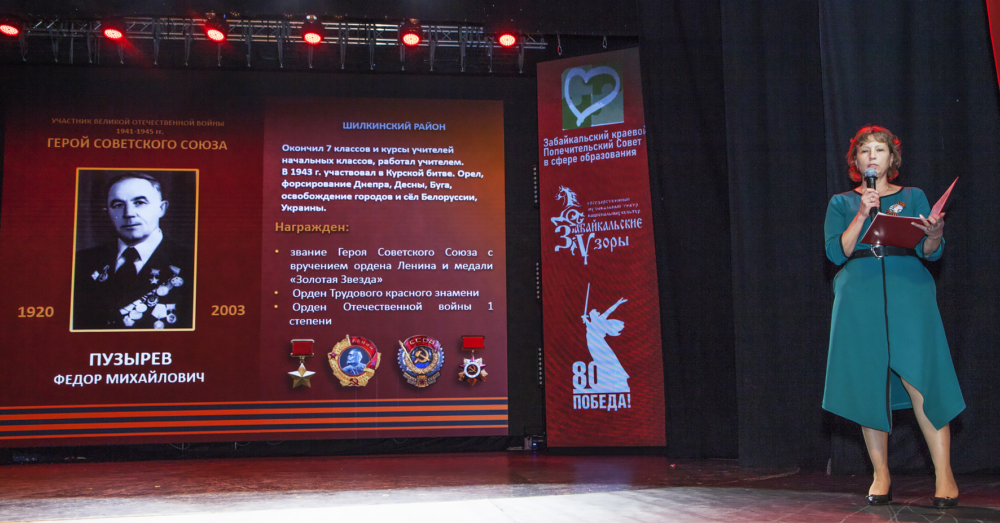 УЧАСТНИК ВЕЛИКОЙ ОТЕЧЕСТВЕННОЙ ВОЙНЫ
1941-1945 гг.
ГЕРОЙ СОВЕТСКОГО СОЮЗА
1920
2003
ПУЗЫРЕВ
ФЕДОР МИХАЙЛОВИЧ
ШИЛКИНСКИЙ РАЙОН
Окончил 7 классов и курсы учителей
начальных классов, работал учителем.
В 1943 г. участвовал в Курской битве. Орел,
форсирование Днепра, Десны, Буга,
освобождение городов и сёл Белоруссии,
Украины.
Награжден:
• звание Героя Советского Союза с
вручением ордена Ленина и медали
«Золотая Звезда»
• Орден Трудового красного знамени
• Орден Отечественной войны 1
степени
ЛЕНИН
СССР
Забайкальский краевой
Попечительский Совет
в сфере образования
государственный
музыкальный театр
национальных культур
Забайкальские
Узоры
80
ПОБЕДА!